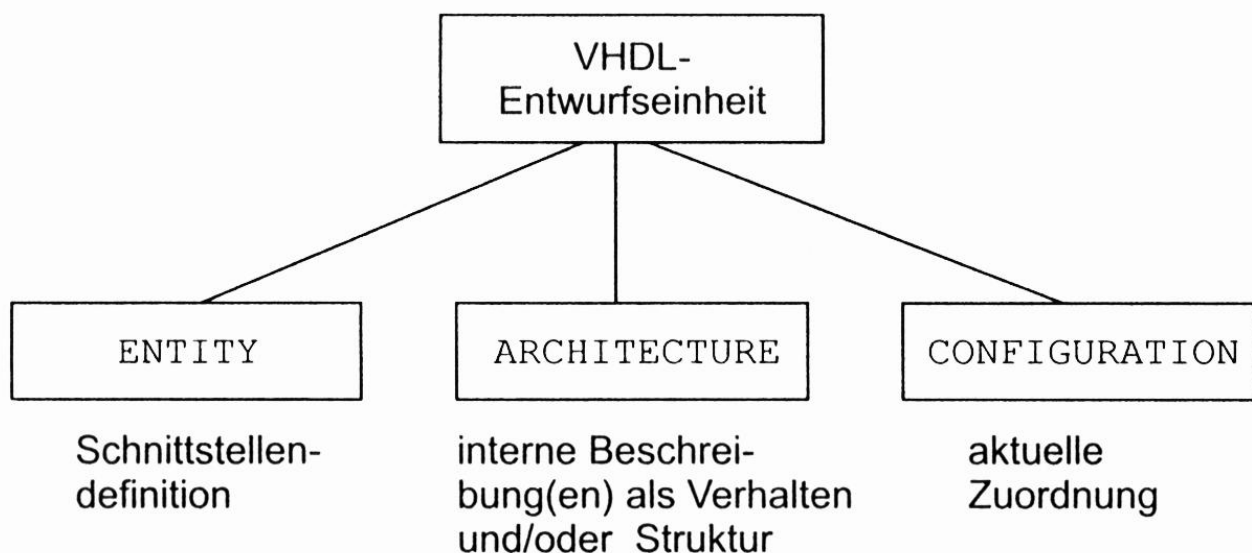 VHDL-
Entwurfseinheit
ENTITY
ARCHITECTURE
CONFIGURATION
Schnittstellen-
definition
interne Beschrei-
bung(en) als Verhalten
und/oder Struktur
aktuelle
Zuordnung